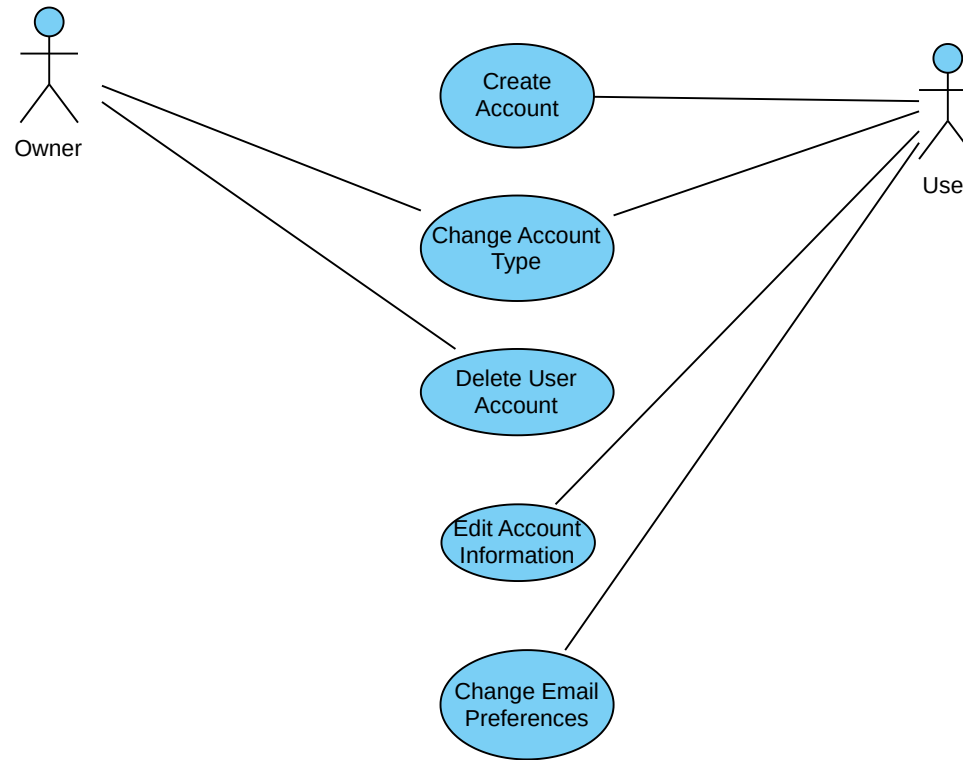 Create
Account
Owner
Use
Change Account
Type
Delete User
Account
Edit Account
Information
Change Email
Preferences